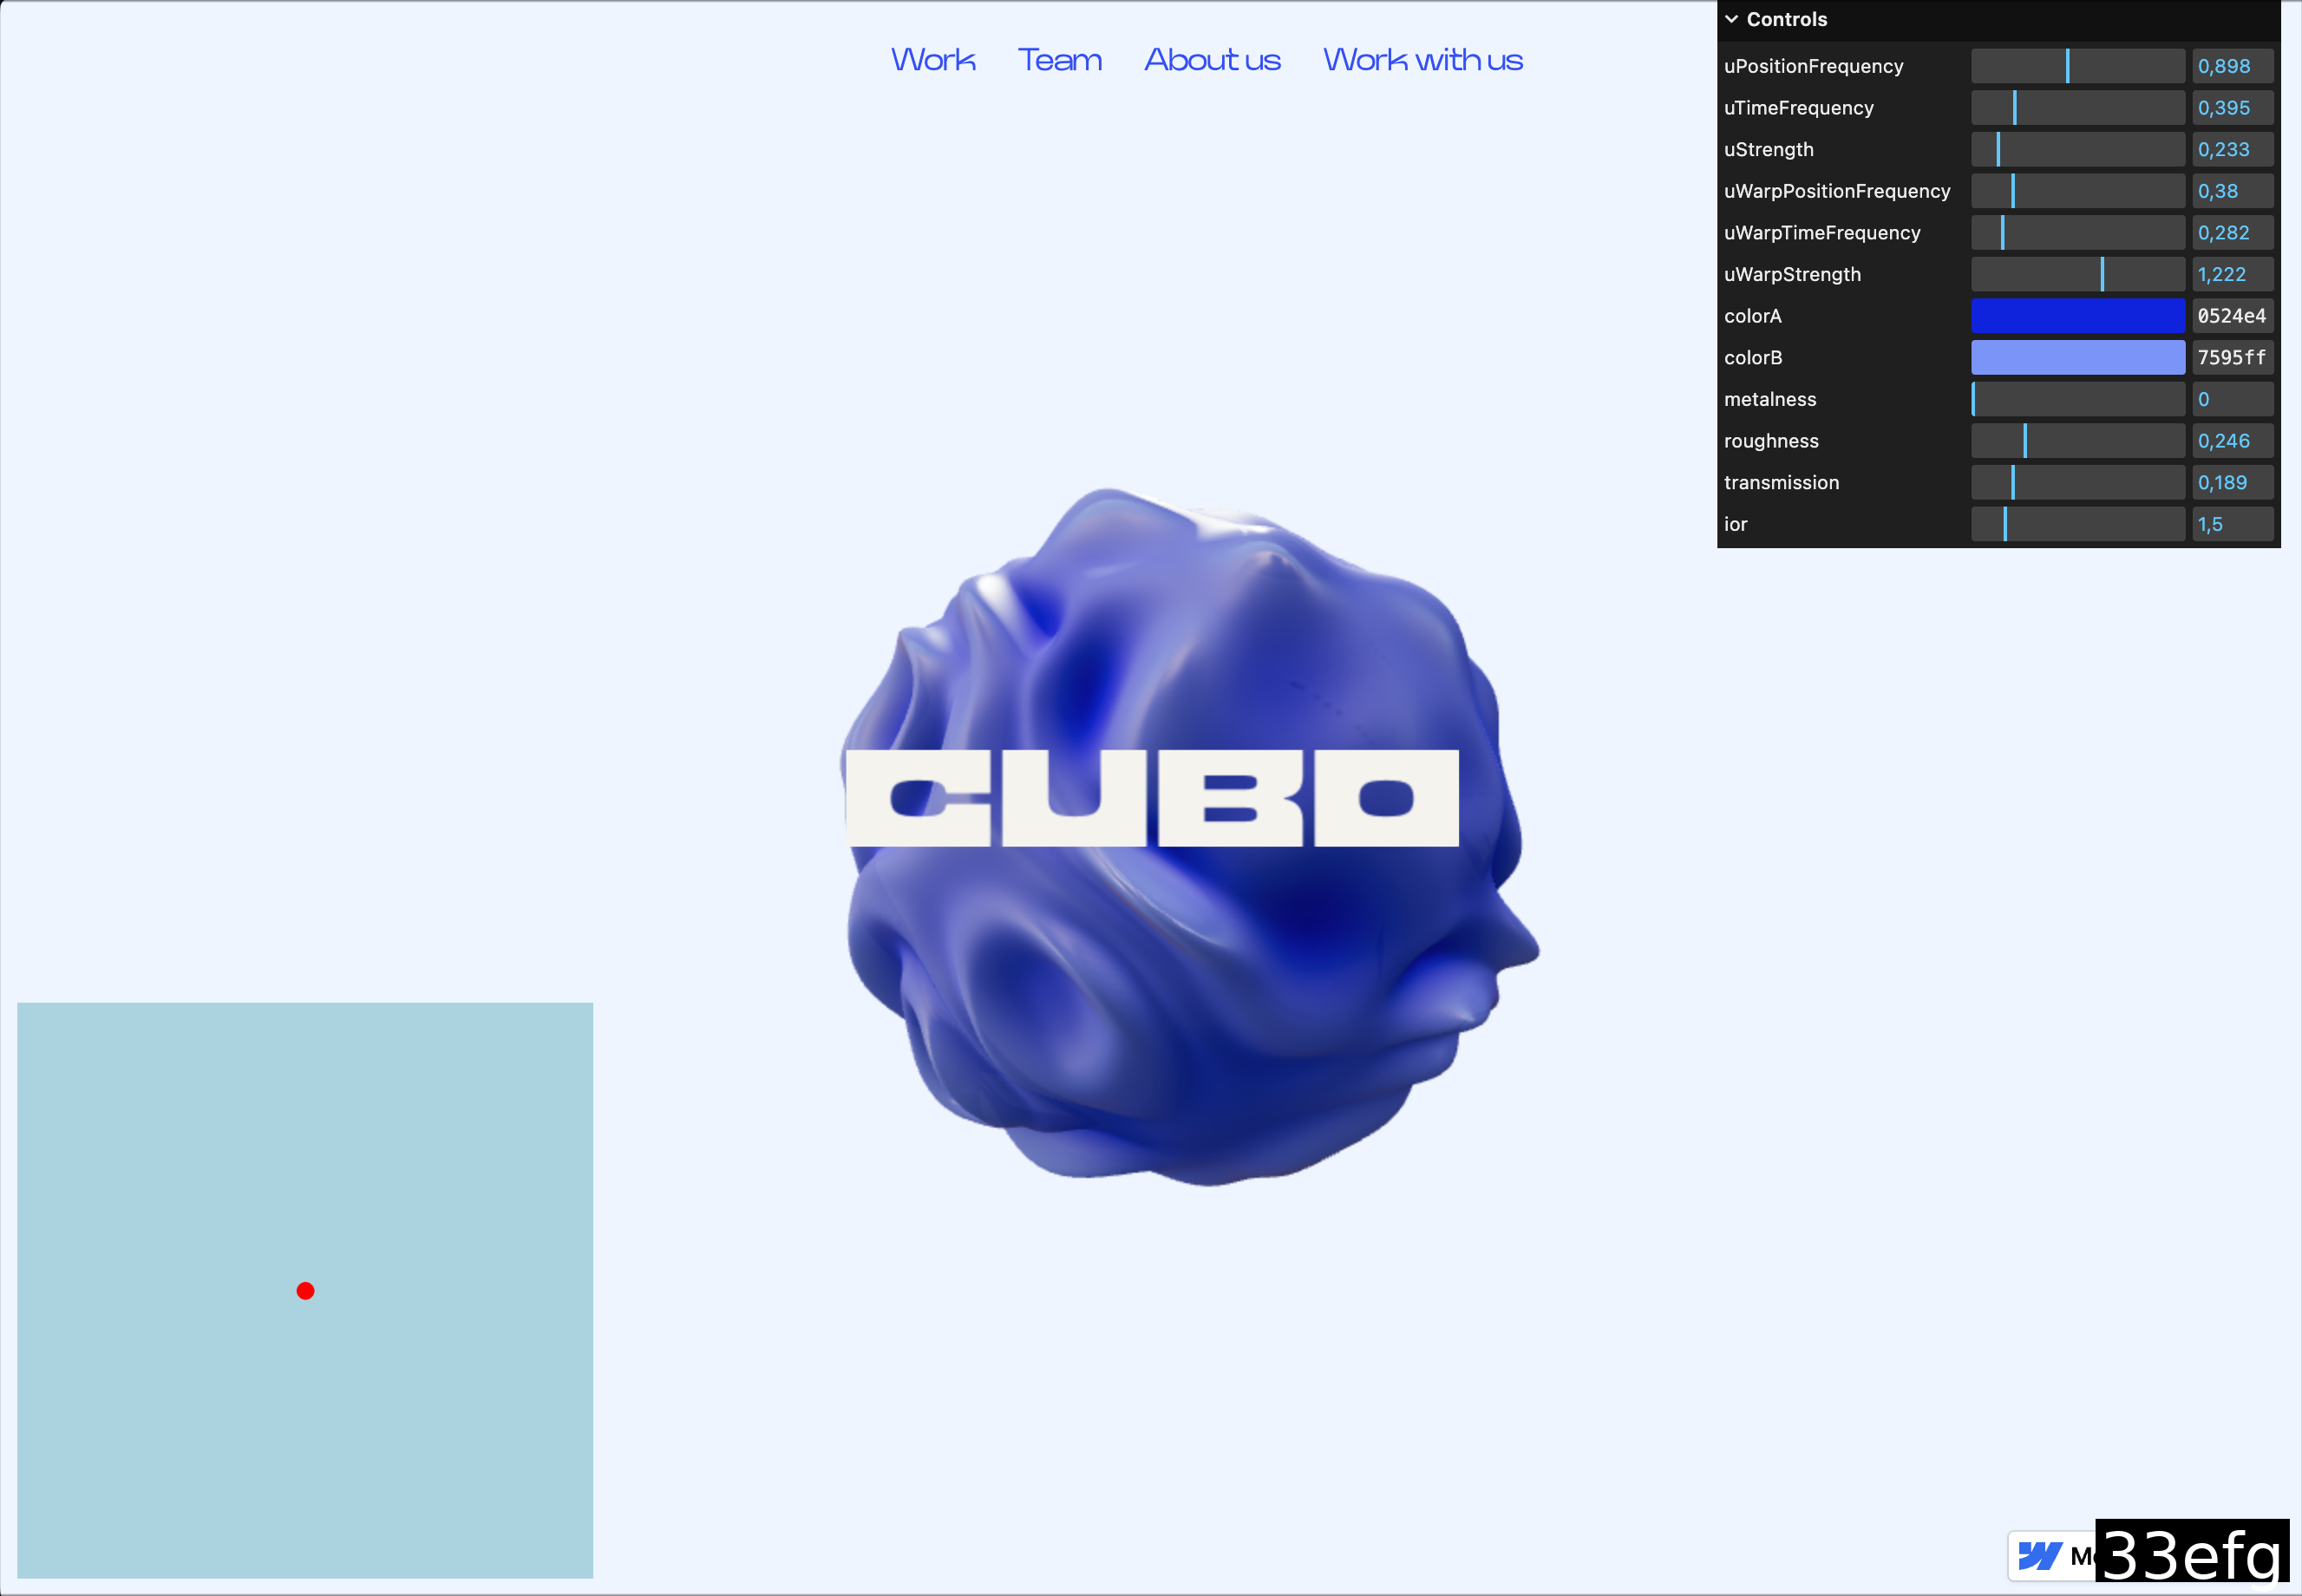 Work Team About us Work with us
Controls
uPositionFrequency 0,898
uTimeFrequency 0,395
uStrength 0,233
uWarpPositionFrequency 0,38
uWarpTimeFrequency 0,282
uWarpStrength 1,222
colorA 0524e4
colorB 7595ff
metalness 0
roughness 0,246
transmission 0,189
ior 1,5
CUBO
33efg